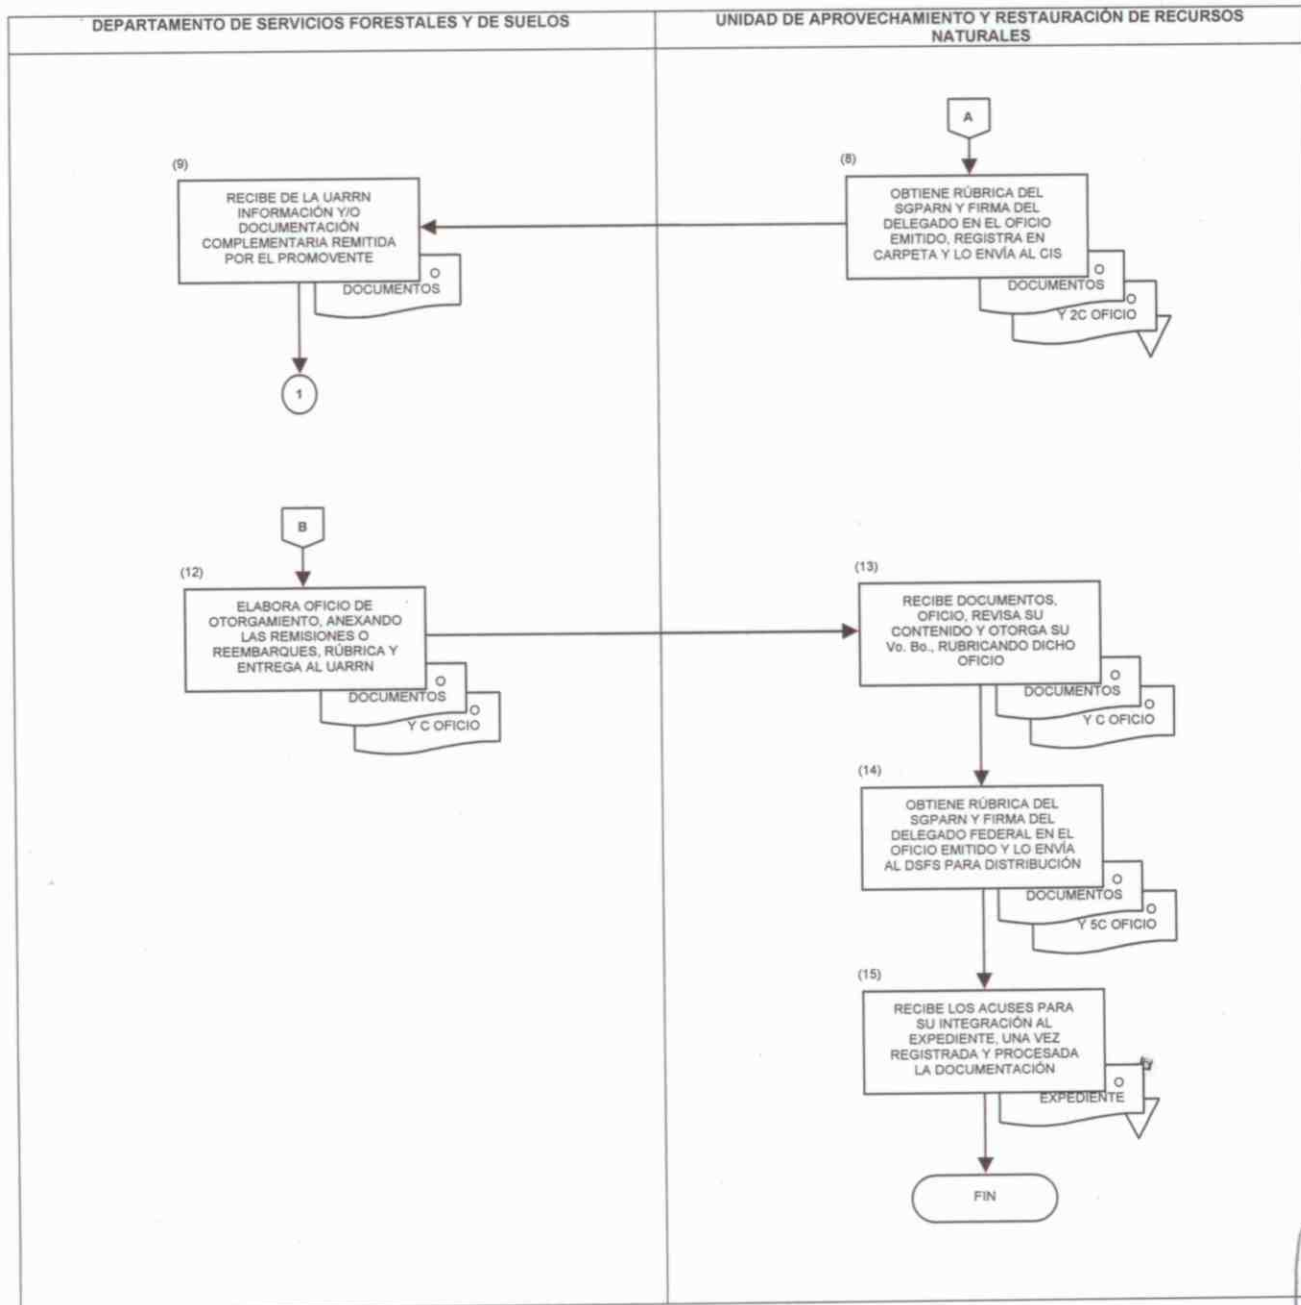 DEPARTAMENTO DE SERVICIOS FORESTALES Y DE SUELOS
UNIDAD DE APROVECHAMIENTO Y RESTAURACIÓN DE RECURSOS
NATURALES
A
(8)
OBTIENE RÚBRICA DEL
SGPARN Y FIRMA DEL
DELEGADO EN EL OFICIO
EMITIDO, REGISTRA EN
CARPETA Y LO ENVÍA AL CIS
O
DOCUMENTOS
O
Y 2C OFICIO
(9)
RECIBE DE LA UARRN
INFORMACIÓN Y/O
DOCUMENTACIÓN
COMPLEMENTARIA REMITIDA
POR EL PROMOVENTE
O
DOCUMENTOS
1
B
(12)
ELABORA OFICIO DE
OTORGAMIENTO, ANEXANDO
LAS REMISIONES O
REEMBARQUES, RÚBRICA Y
ENTREGA AL UARRN
O
DOCUMENTOS
O
Y C OFICIO
(13)
RECIBE DOCUMENTOS,
OFICIO, REVISA SU
CONTENIDO Y OTORGA SU
Vo. Bo., RUBRICANDO DICHO
OFICIO
O
DOCUMENTOS
O
Y C OFICIO
(14)
OBTIENE RÚBRICA DEL
SGPARN Y FIRMA DEL
DELEGADO FEDERAL EN EL
OFICIO EMITIDO Y LO ENVÍA
AL DSFS PARA DISTRIBUCIÓN
O
DOCUMENTOS
O
Y 5C OFICIO
(15)
RECIBE LOS ACUSES PARA
SU INTEGRACIÓN AL
EXPEDIENTE, UNA VEZ
REGISTRADA Y PROCESADA
LA DOCUMENTACIÓN
O
EXPEDIENTE
FIN